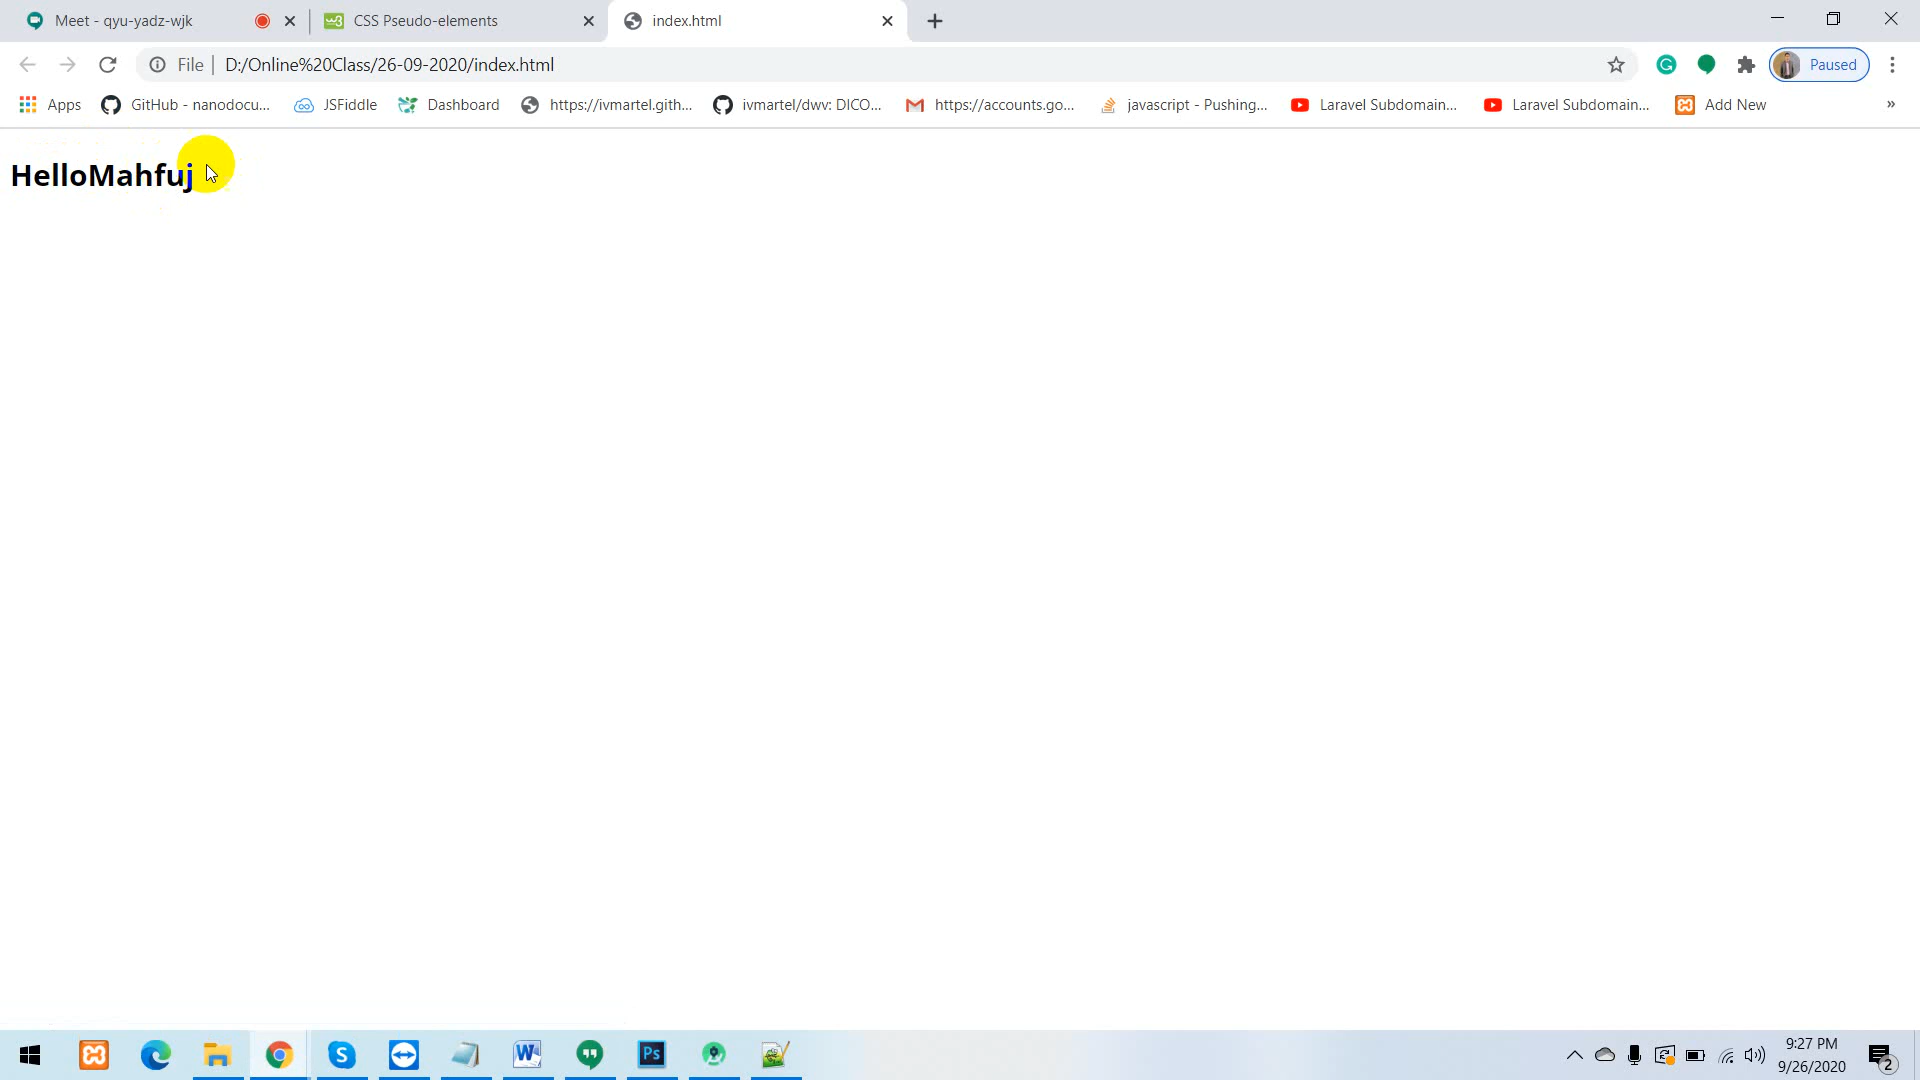 Meet - qyu-yadz-wjk
CSS Pseudo-elements
index.html
File
D:/Online%20Class/26-09-2020/index.html
Paused
Apps
GitHub - nanodocu...
JSFiddle
Dashboard
https://ivmartel.gith...
ivmartel/dwv: DICO...
https://accounts.go...
javascript - Pushing...
Laravel Subdomain...
Laravel Subdomain...
Add New
»
HelloMahfuj
9:27 PM
9/26/2020
2